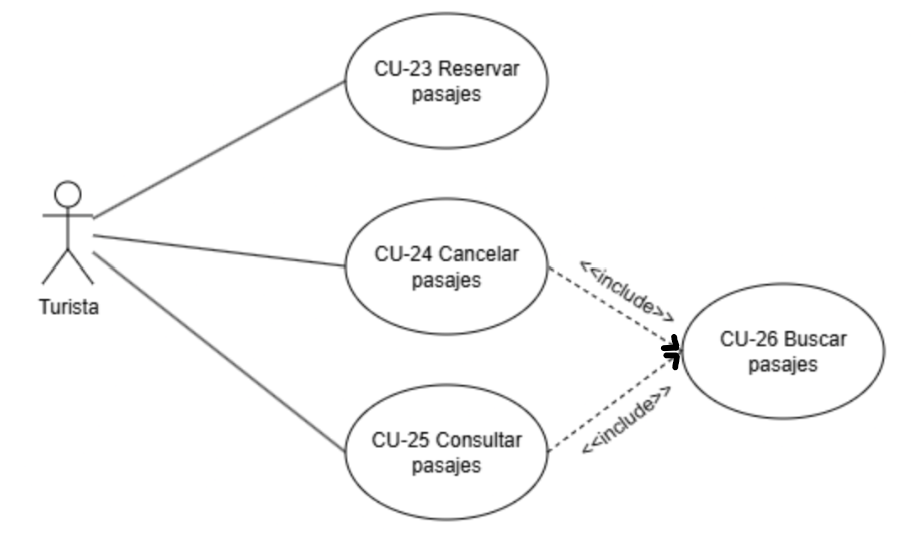 CU-23 Reservar
pasajes
CU-24 Cancelar
pasajes
<<include>>
Turista
CU-26 Buscar
pasajes
<<include>>
CU-25 Consultar
pasajes